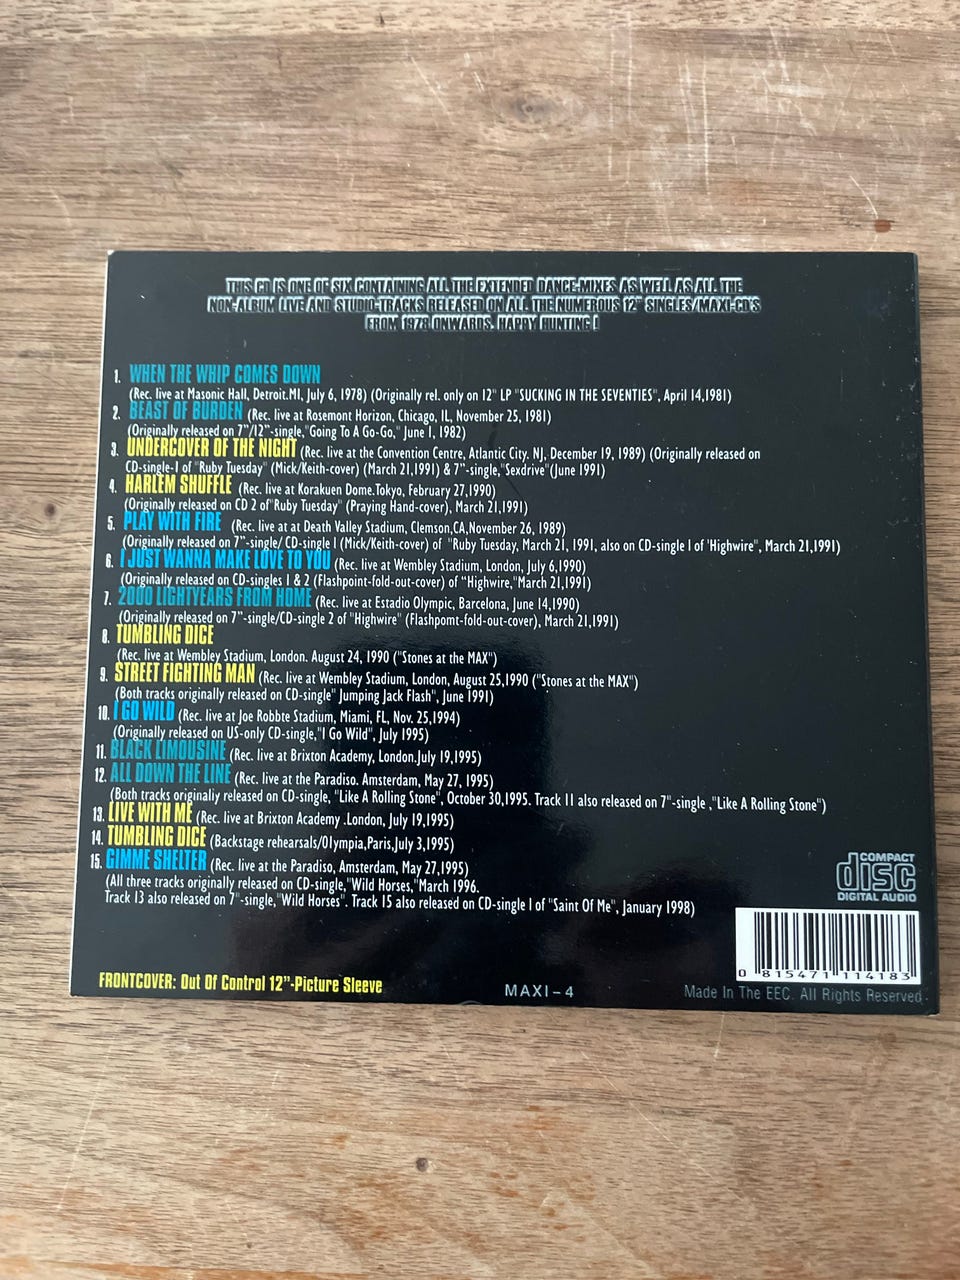 THIS CD IS ONE OF SIX CONTAINING ALL THE EXTENDED DANCE-MIXES AS WELL AS ALL THE
NON-ALBUM LIVE AND STUDIO-TRACKS RELEASED ON ALL THE NUMEROUS 12" SINGLES/MAXI-CD'S
FROM 1978 ONWARDS. HAPPY HUNTING !
1. WHEN THE WHIP COMES DOWN
(Rec. live at Masonic Hall, Detroit.MI, July 6, 1978) (Originally rel. only on 12" LP "SUCKING IN THE SEVENTIES", April 14,1981)
2. BEAST OF BURDEN (Rec. live at Rosemont Horizon, Chicago, IL, November 25, 1981)
(Originally released on 7"/12"-single,"Going To A Go-Go," June 1, 1982)
3. UNDERCOVER OF THE NIGHT (Rec. live at the Convention Centre, Atlantic City. NJ, December 19, 1989) (Originally released on
CD-single-1 of "Ruby Tuesday" (Mick/Keith-cover) (March 21,1991) & 7"-single,"Sexdrive"(June 1991)
4. HARLEM SHUFFLE (Rec. live at Korakuen Dome.Tokyo, February 27,1990)
(Originally released on CD 2 of"Ruby Tuesday" (Praying Hand-cover), March 21,1991)
5. PLAY WITH FIRE (Rec. live at at Death Valley Stadium, Clemson,CA,November 26, 1989)
(Originally released on 7"-single/ CD-single 1 (Mick/Keith-cover) of "Ruby Tuesday, March 21, 1991, also on CD-single 1 of 'Highwire", March 21,1991)
6. I JUST WANNA MAKE LOVE TO YOU (Rec. live at Wembley Stadium, London, July 6,1990)
(Originally released on CD-singles 1 & 2 (Flashpoint-fold-out-cover) of "Highwire,"March 21,1991)
7. 2000 LIGHTYEARS FROM HOME (Rec. live at Estadio Olympic, Barcelona, June 14,1990)
(Originally released on 7"-single/CD-single 2 of "Highwire" (Flashpomt-fold-out-cover), March 21,1991)
8. TUMBLING DICE
(Rec. live at Wembley Stadium, London. August 24, 1990 ("Stones at the MAX")
9. STREET FIGHTING MAN (Rec. live at Wembley Stadium, London, August 25,1990 ("Stones at the MAX")
(Both tracks originally released on CD-single" Jumping Jack Flash", June 1991)
10. I GO WILD (Rec. live at Joe Robbte Stadium, Miami, FL, Nov. 25,1994)
(Originally released on US-only CD-single,"I Go Wild", July 1995)
11. BLACK LIMOUSINE (Rec. live at Brixton Academy, London.July 19,1995)
12. ALL DOWN THE LINE (Rec. live at the Paradiso. Amsterdam, May 27, 1995)
(Both tracks originally released on CD-single, "Like A Rolling Stone", October 30,1995. Track 11 also released on 7"-single ,"Like A Rolling Stone")
13. LIVE WITH ME (Rec. live at Brixton Academy .London, July 19,1995)
14. TUMBLING DICE (Backstage rehearsals/Olympia,Paris,July 3,1995)
15. GIMME SHELTER (Rec. live at the Paradiso, Amsterdam, May 27,1995)
(All three tracks originally released on CD-single,"Wild Horses,"March 1996.
Track 13 also released on 7"-single,"Wild Horses". Track 15 also released on CD-single 1 of "Saint Of Me", January 1998)
COMPACT
disc
DIGITAL AUDIO
0 815471 114183
FRONTCOVER: Out Of Control 12"-Picture Sleeve
MAXI-4
Made In The EEC. All Rights Reserved.